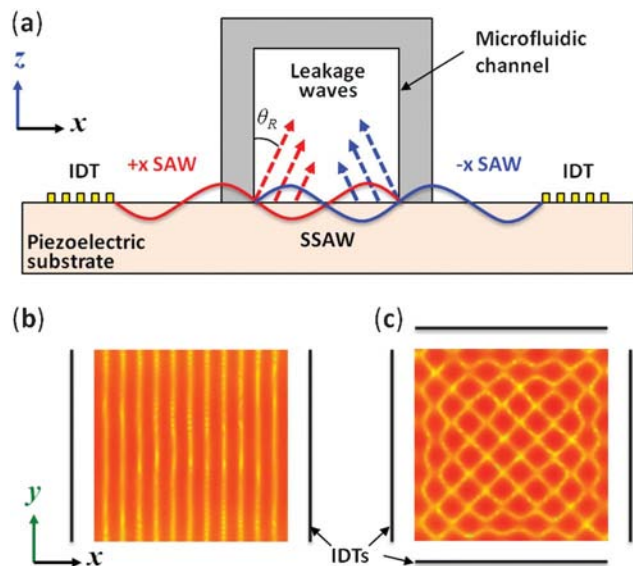 (a)
z
x
Leakage
waves
Microfluidic
channel
θR
IDT
+x SAW
-x SAW
IDT
SSAW
Piezoelectric
substrate
(b)
(c)
y
x
IDTs